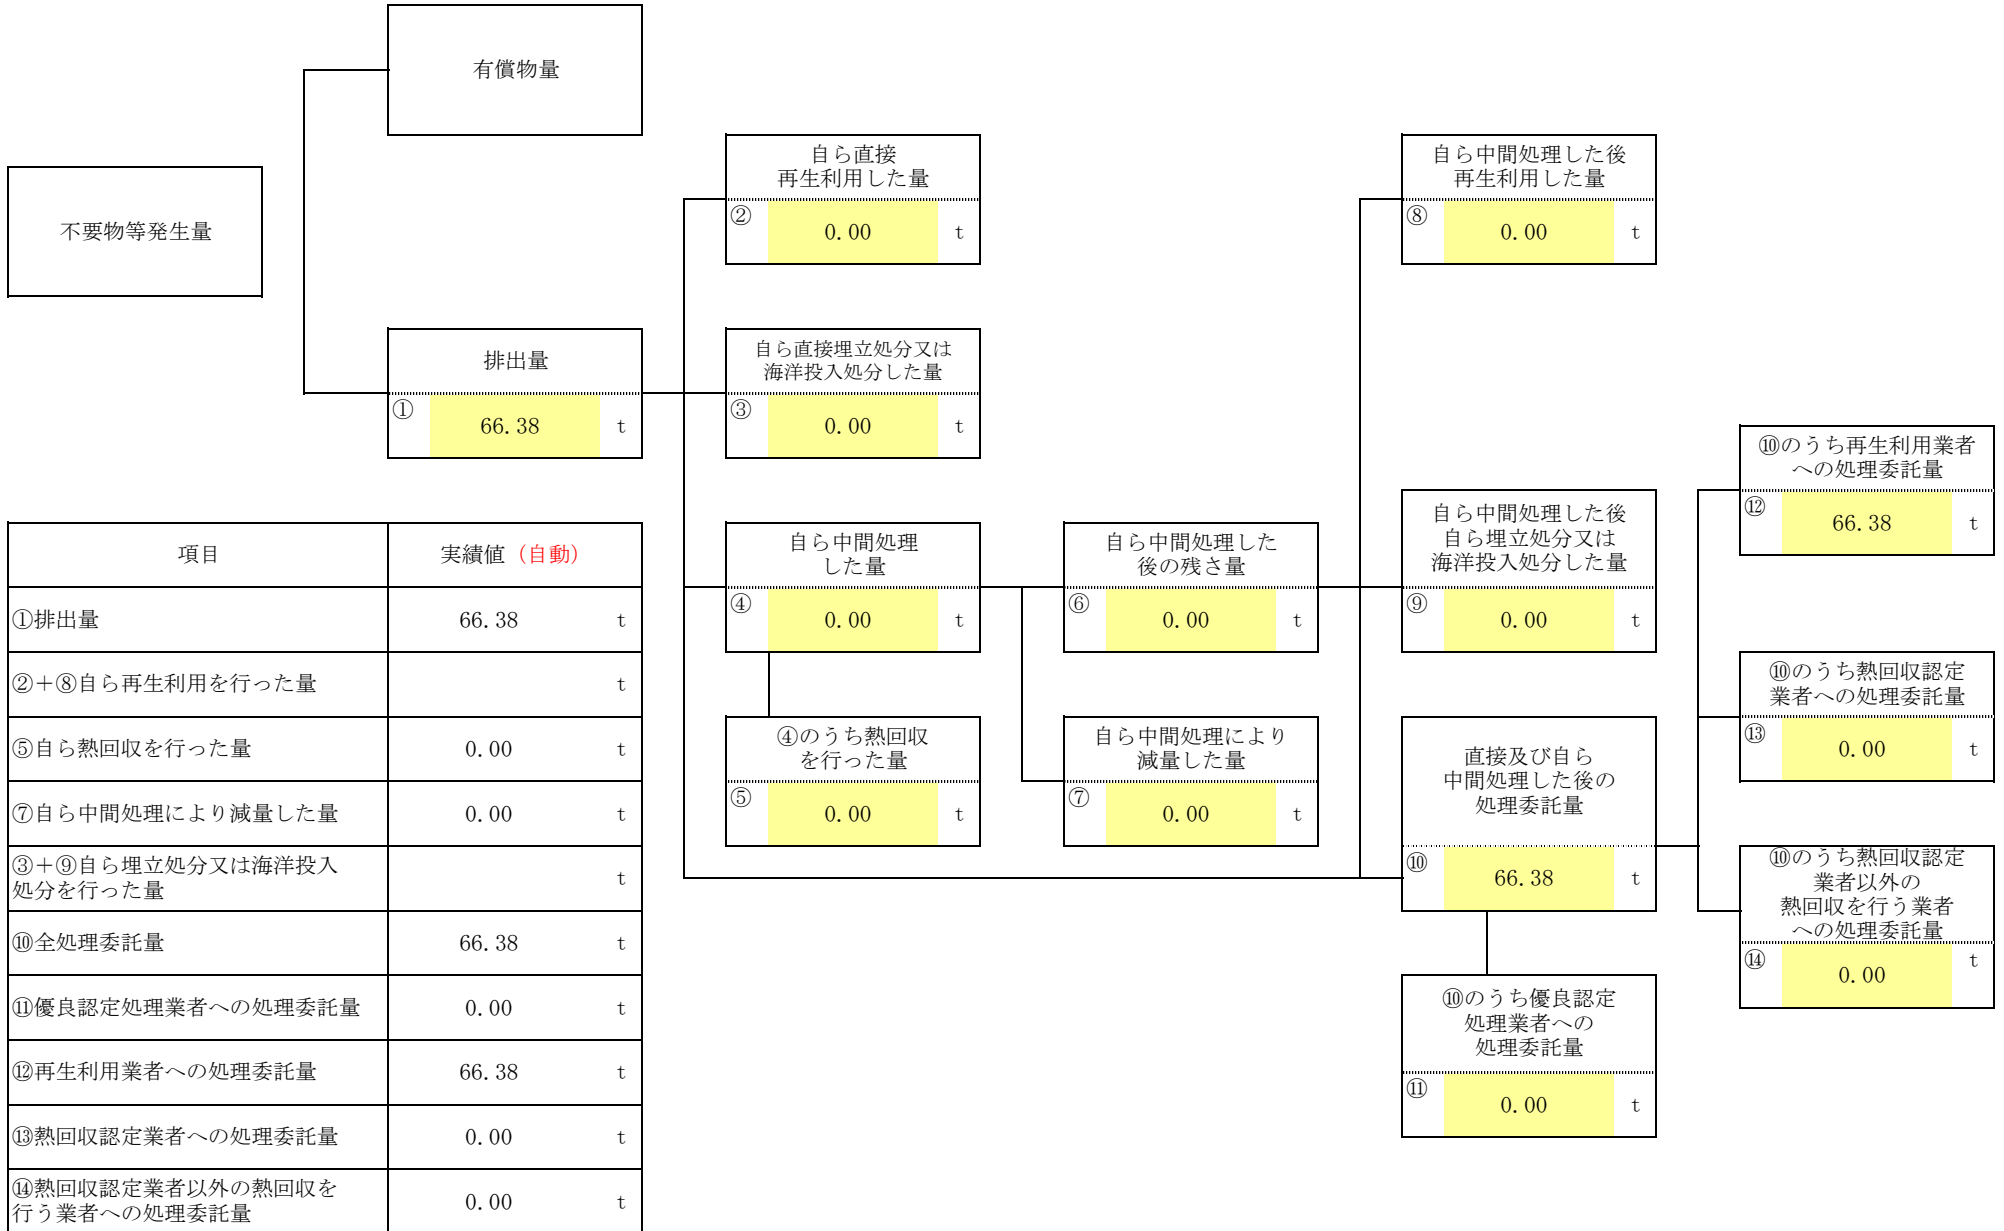 有償物量
不要物等発生量
排出量
① 66.38 t
自ら直接
再生利用した量
② 0.00 t
自ら直接埋立処分又は
海洋投入処分した量
③ 0.00 t
自ら中間処理
した量
④ 0.00 t
④のうち熱回収
を行った量
⑤ 0.00 t
自ら中間処理した
後の残さ量
⑥ 0.00 t
自ら中間処理により
減量した量
⑦ 0.00 t
自ら中間処理した後
再生利用した量
⑧ 0.00 t
自ら中間処理した後
自ら埋立処分又は
海洋投入処分した量
⑨ 0.00 t
直接及び自ら
中間処理した後の
処理委託量
⑩ 66.38 t
⑩のうち優良認定
処理業者への
処理委託量
⑪ 0.00 t
⑩のうち再生利用業者
への処理委託量
⑫ 66.38 t
⑩のうち熱回収認定
業者への処理委託量
⑬ 0.00 t
⑩のうち熱回収認定
業者以外の
熱回収を行う業者
への処理委託量
⑭ 0.00 t
項目 実績値（自動）
①排出量 66.38 t
②＋⑧自ら再生利用を行った量 t
⑤自ら熱回収を行った量 0.00 t
⑦自ら中間処理により減量した量 0.00 t
③＋⑨自ら埋立処分又は海洋投入
処分を行った量 t
⑩全処理委託量 66.38 t
⑪優良認定処理業者への処理委託量 0.00 t
⑫再生利用業者への処理委託量 66.38 t
⑬熱回収認定業者への処理委託量 0.00 t
⑭熱回収認定業者以外の熱回収を
行う業者への処理委託量 0.00 t